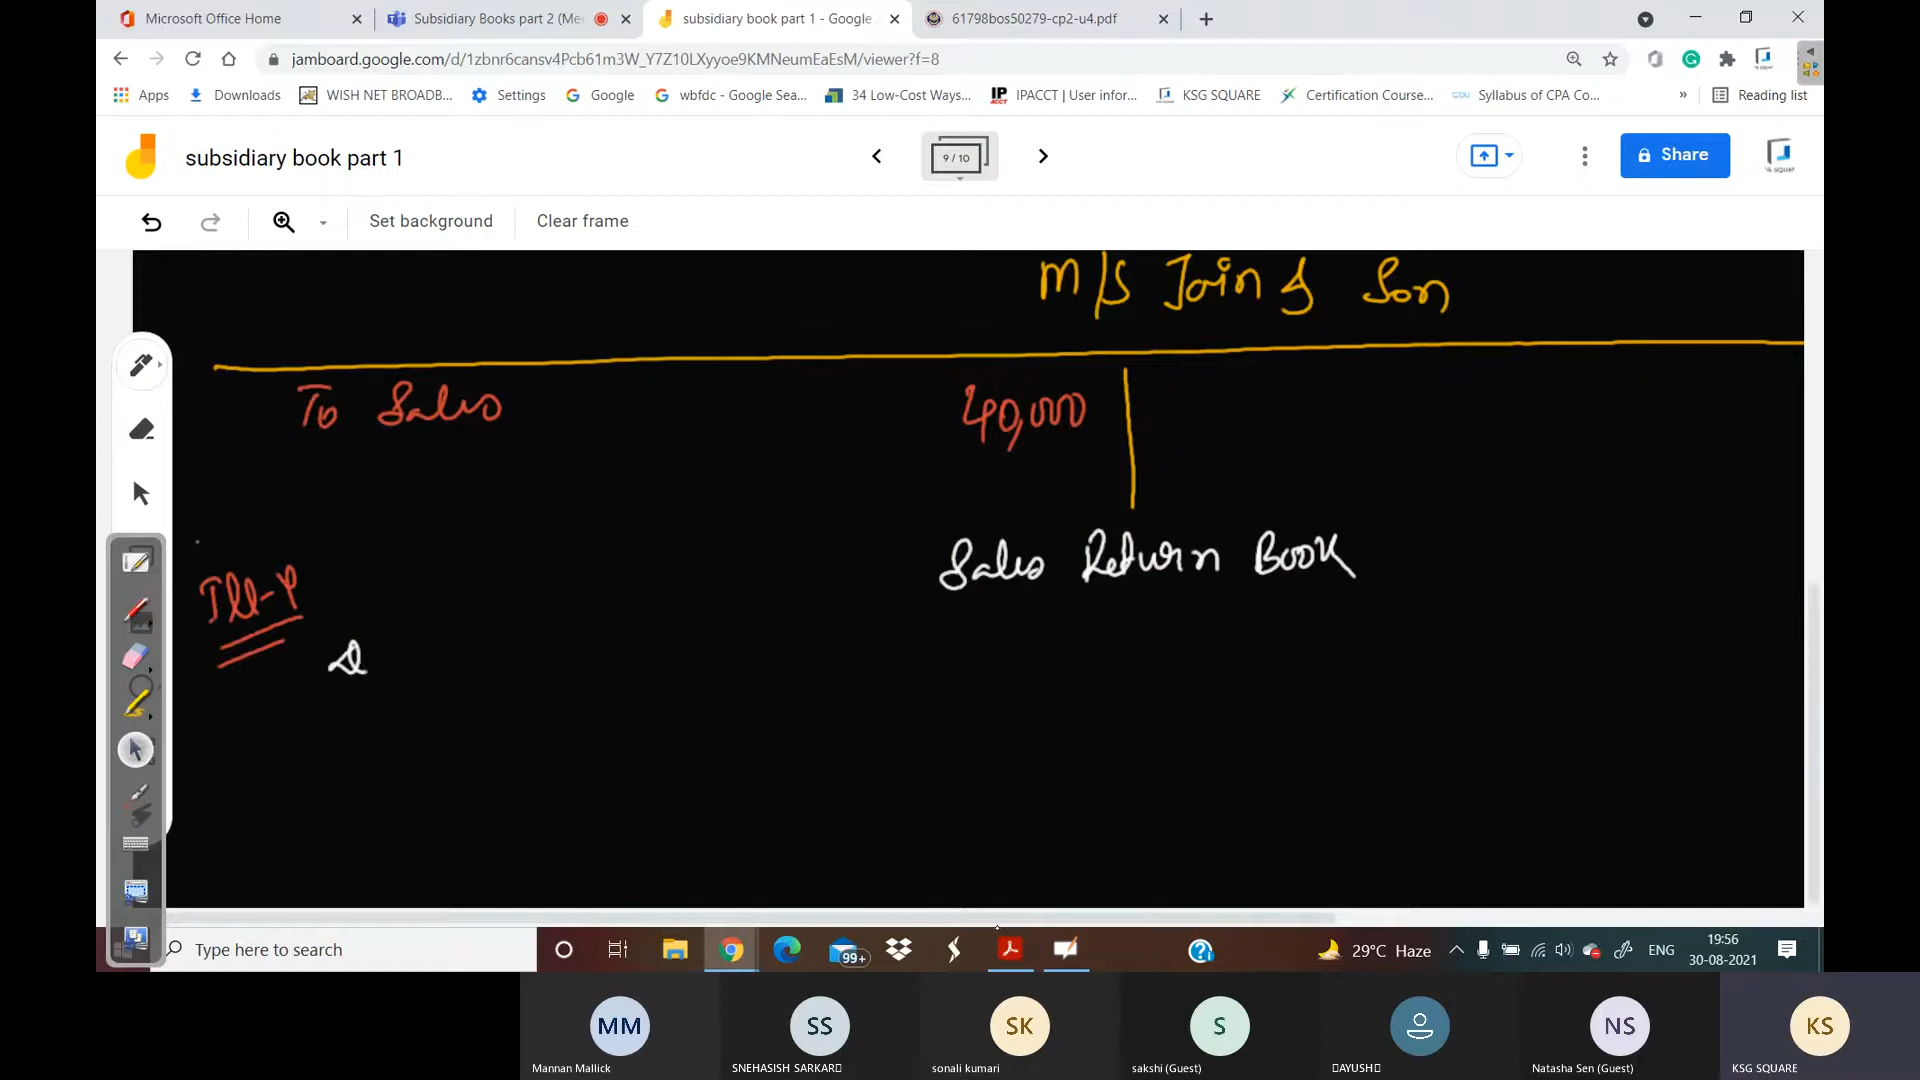 Microsoft Office Home
Subsidiary Books part 2 (Me
subsidiary book part 1 - Google
61798bos50279-cp2-u4.pdf
jamboard.google.com/d/1zbnr6cansv4Pcb61m3W_Y7Z10LXyyoe9KMNeumEaEsM/viewer?f=8
Apps Downloads WISH NET BROADB... Settings Google wbfdc - Google Sea... 34 Low-Cost Ways... IPACCT | User infor... KSG SQUARE Certification Course... Syllabus of CPA Co... » Reading list
subsidiary book part 1
9 / 10
Share
Set background Clear frame
M/S Join & Son
To Sales 40,000
Sales Return Book
Ill-4
Type here to search
99+
29°C Haze
ENG
19:56
30-08-2021
MM SS SK S NS KS
Mannan Mallick SNEHASISH SARKAR sonali kumari sakshi (Guest) AYUSH Natasha Sen (Guest) KSG SQUARE